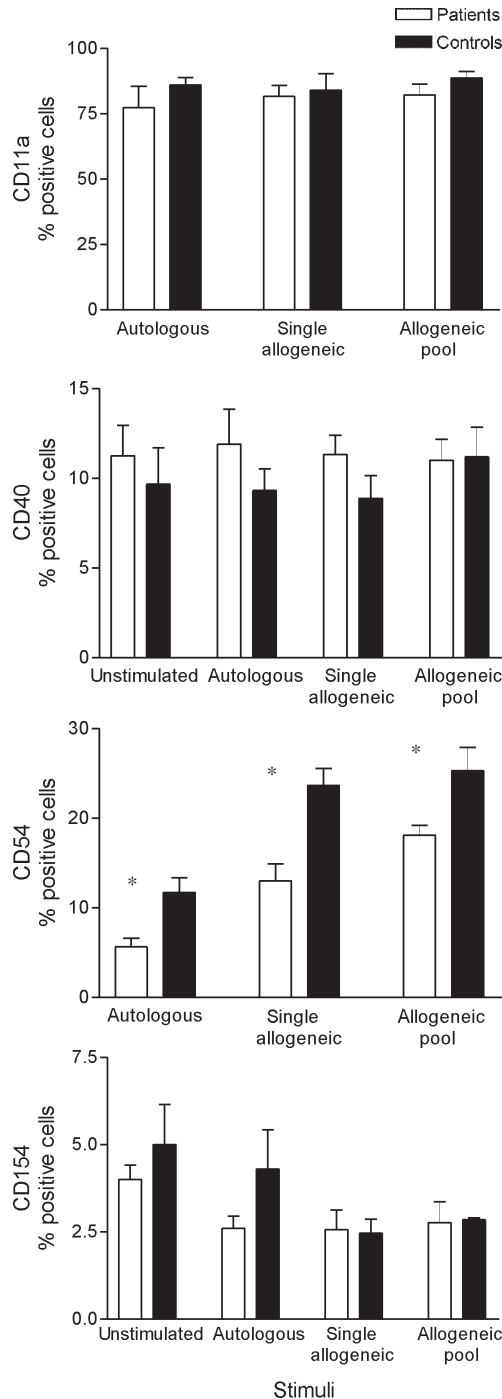 Patients
Controls
CD11a
% positive cells
100
75
50
25
0
Autologous Single Allogeneic
allogeneic pool
CD40
% positive cells
15
10
5
0
Unstimulated Autologous Single Allogeneic
allogeneic pool
CD54
% positive cells
30
20
10
0
* * *
Autologous Single Allogeneic
allogeneic pool
CD154
% positive cells
7.5
5.0
2.5
0.0
Unstimulated Autologous Single Allogeneic
allogeneic pool
Stimuli